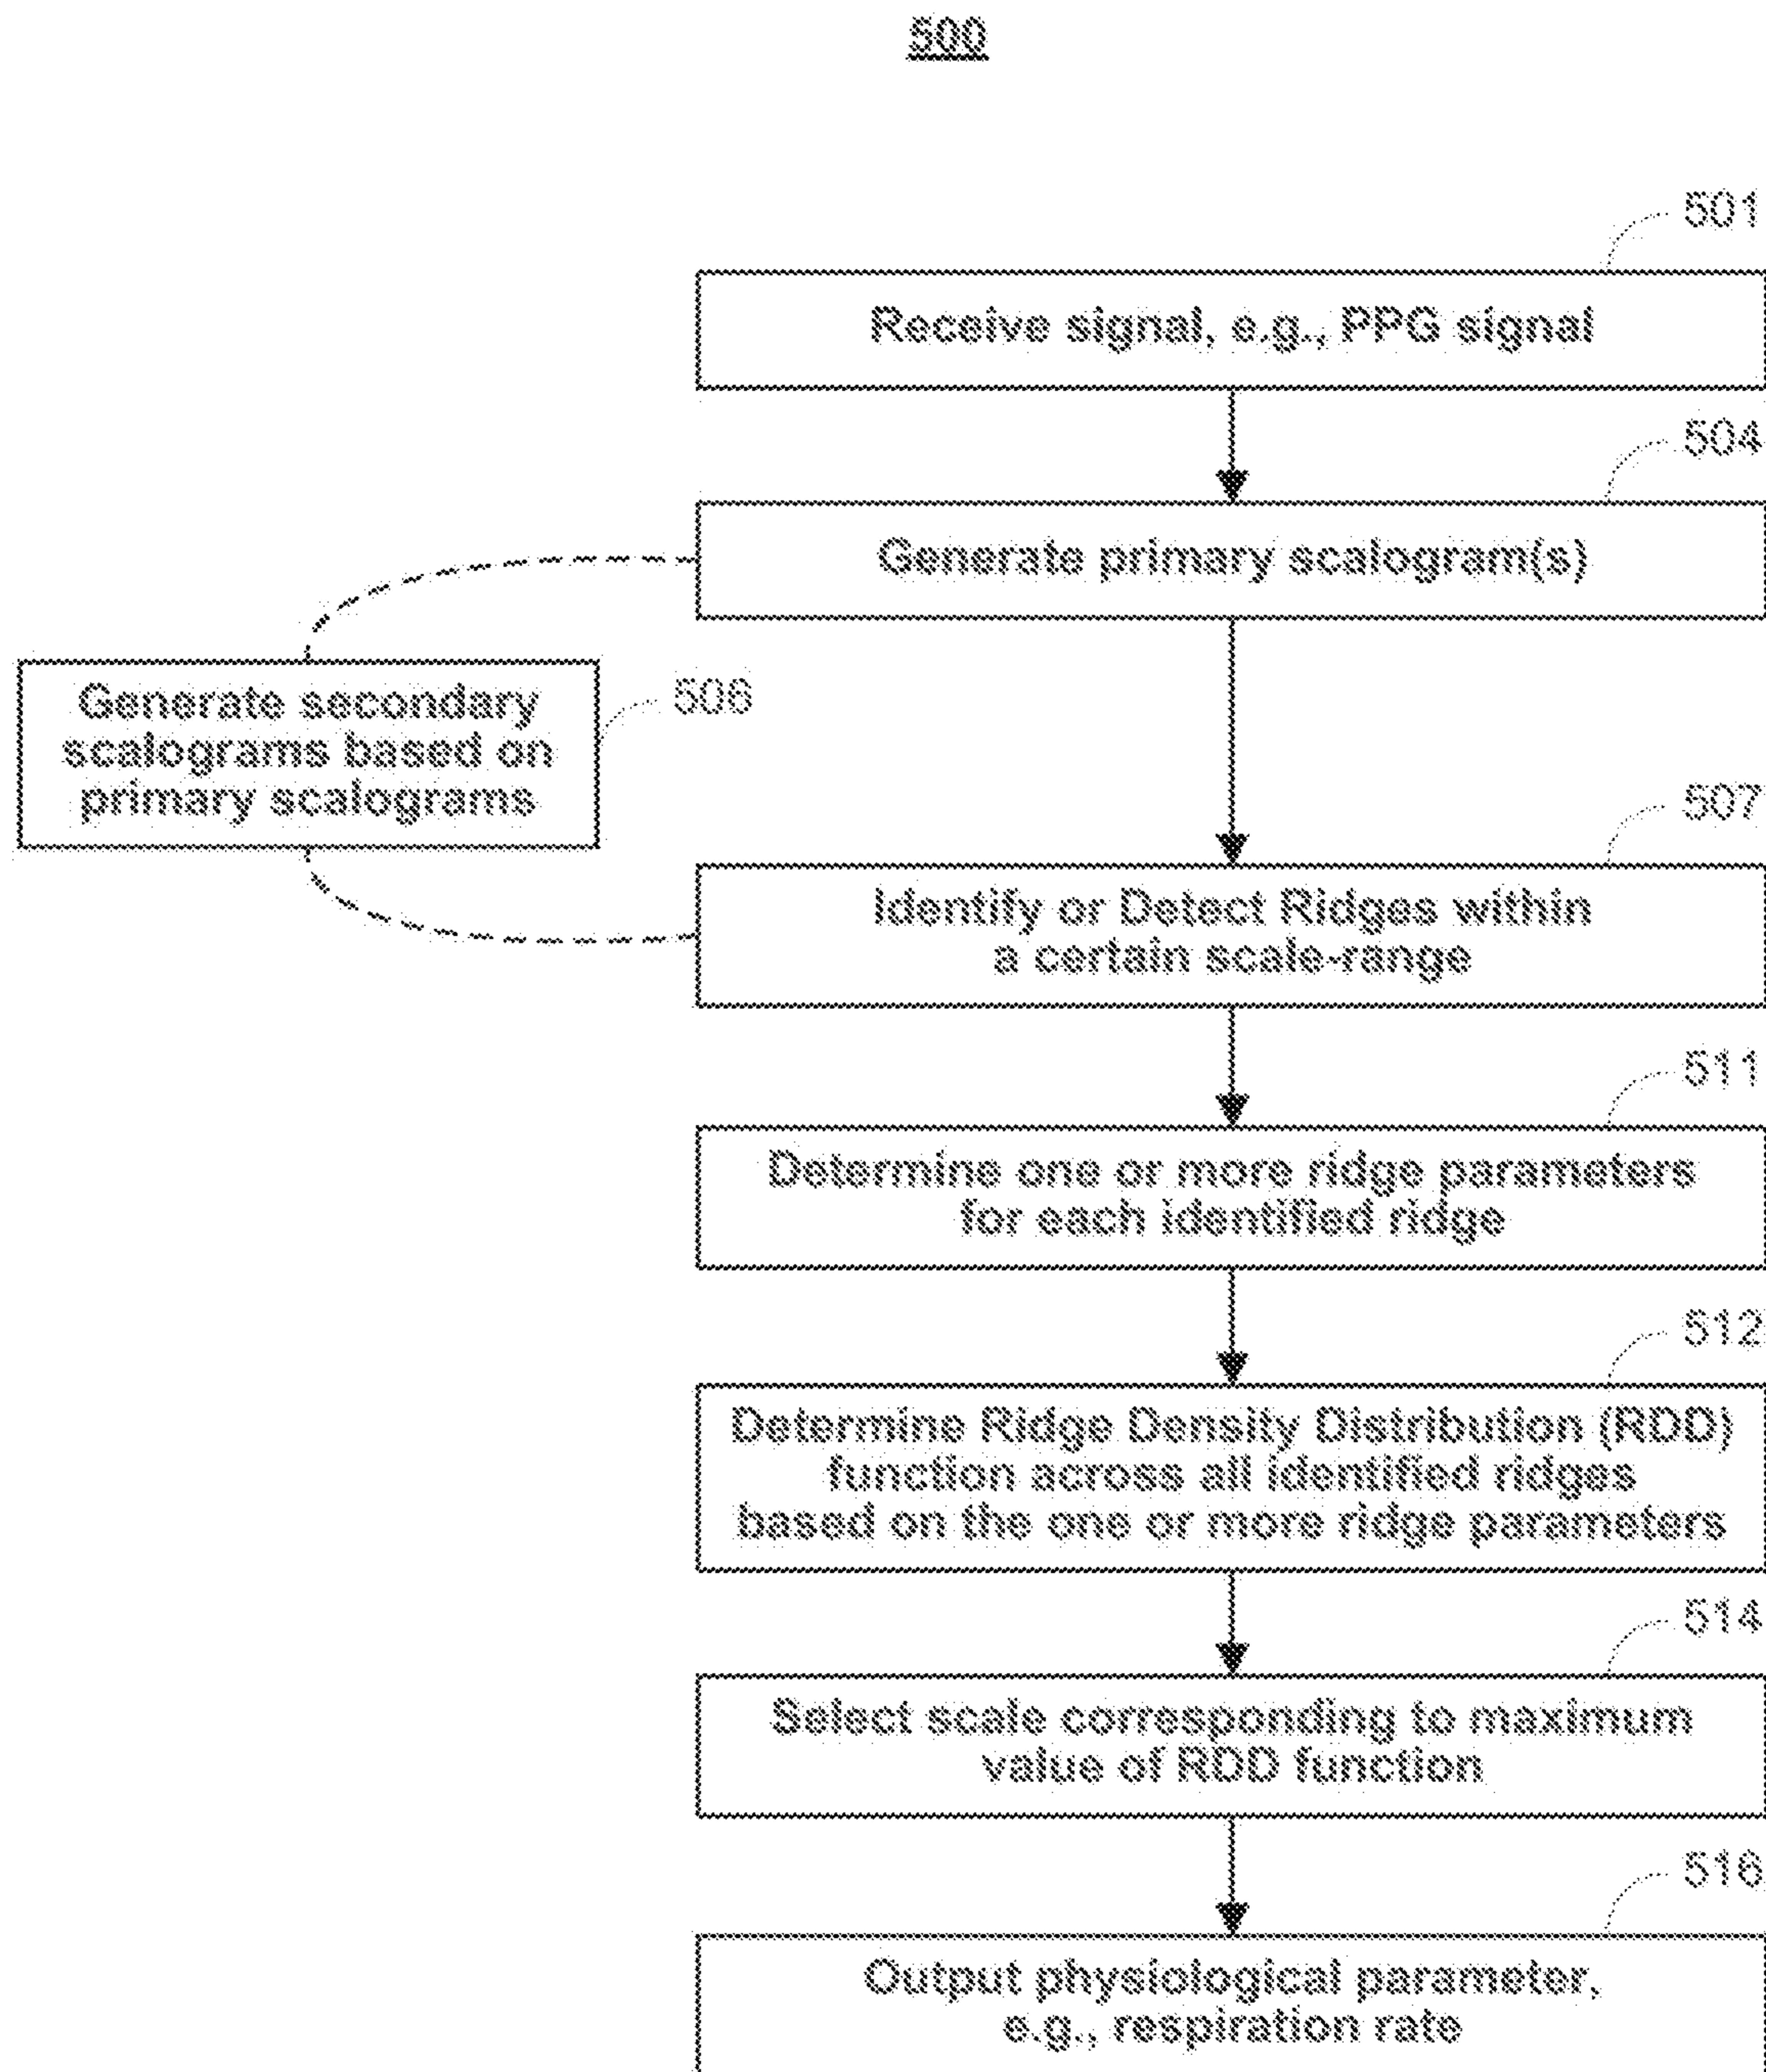 500
501
Receive signal, e.g., PPG signal
504
Generate primary scalogram(s)
Generate secondary
scalograms based on
primary scalograms
506
507
Identify or Detect Ridges within
a certain scale-range
511
Determine one or more ridge parameters
for each identified ridge
512
Determine Ridge Density Distribution (RDD)
function across all identified ridges
based on the one or more ridge parameters
514
Select scale corresponding to maximum
value of RDD function
516
Output physiological parameter,
e.g., respiration rate